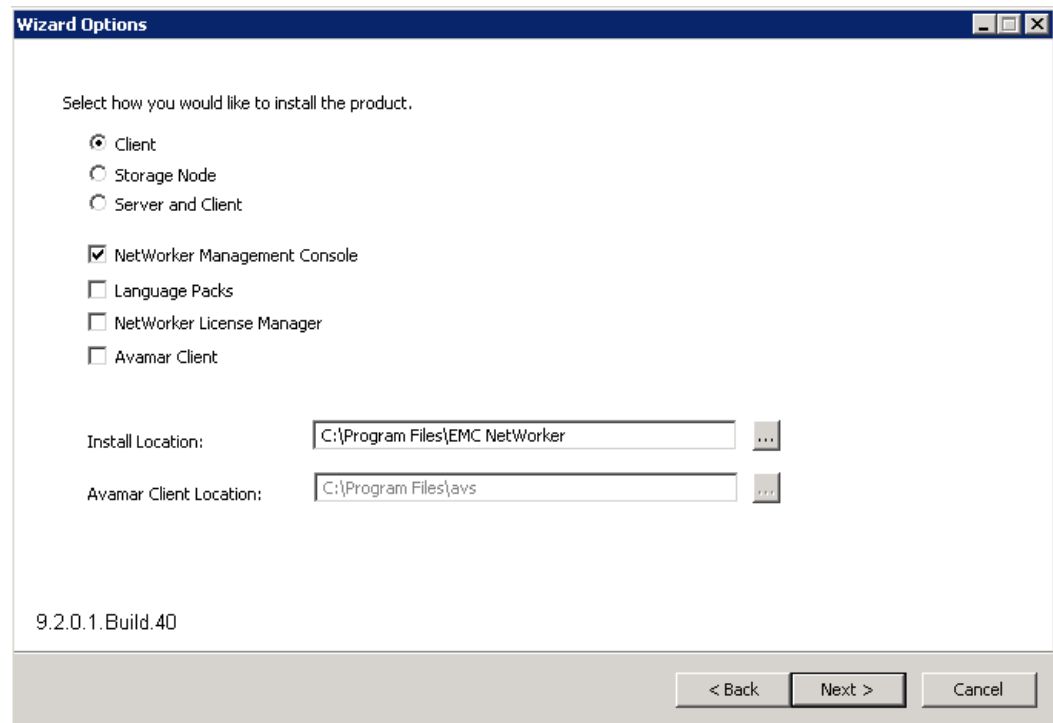 Wizard Options
Select how you would like to install the product.
Client
Storage Node
Server and Client
NetWorker Management Console
Language Packs
NetWorker License Manager
Avamar Client
Install Location: C:\Program Files\EMC NetWorker ...
Avamar Client Location: C:\Program Files\avs ...
9.2.0.1.Build.40
< Back Next > Cancel